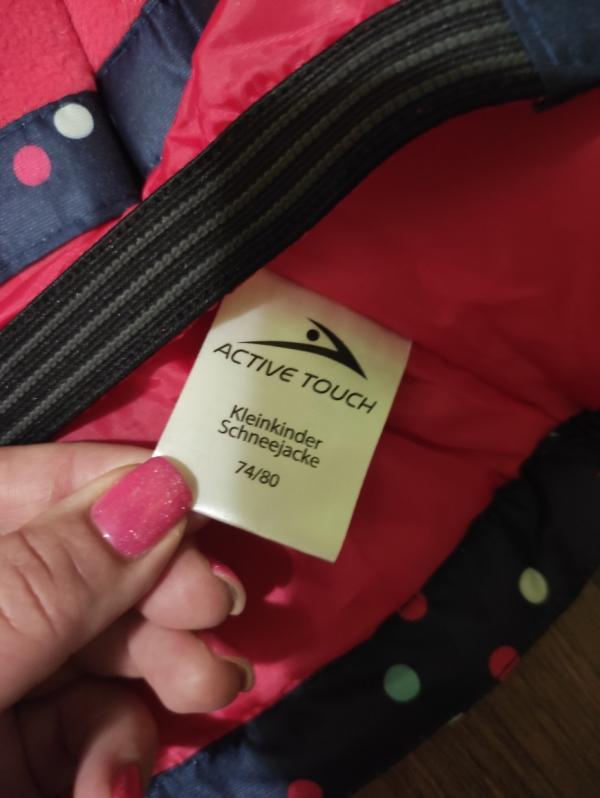 ACTIVE TOUCH
Kleinkinder
Schneejacke
74/80